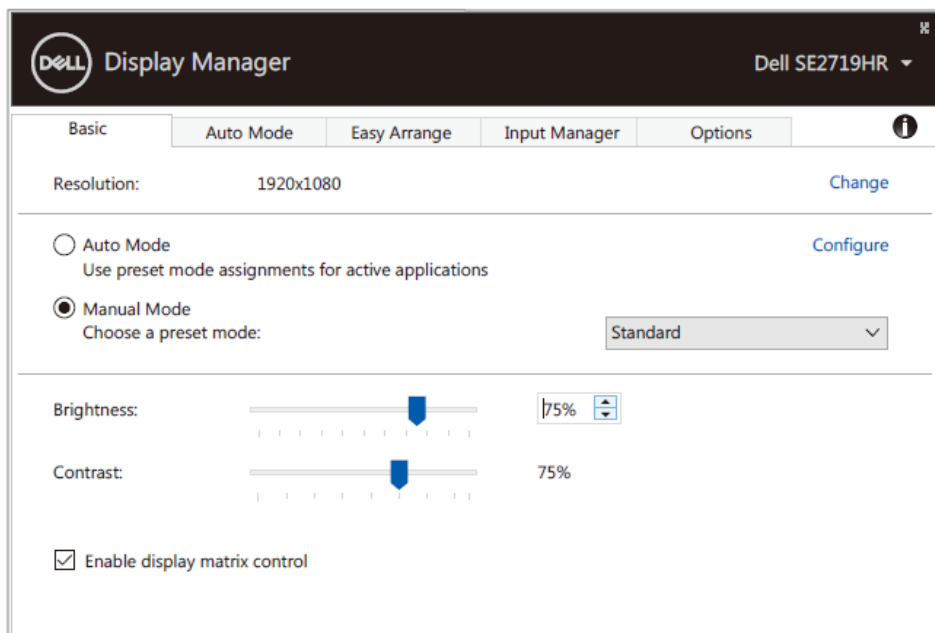 DELL Display Manager
Dell SE2719HR
Basic Auto Mode Easy Arrange Input Manager Options
Resolution: 1920x1080 Change
Auto Mode Configure
Use preset mode assignments for active applications
Manual Mode
Choose a preset mode: Standard
Brightness: 75%
Contrast: 75%
Enable display matrix control